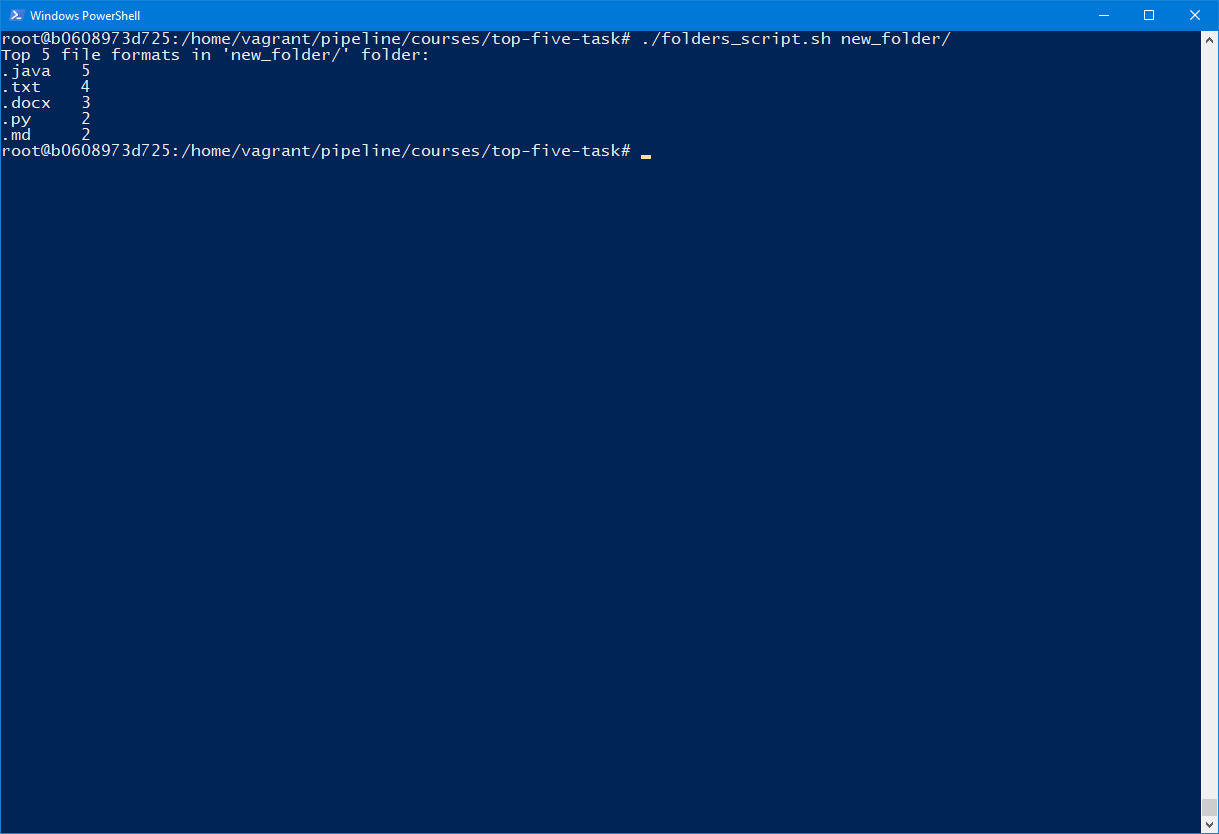 Windows PowerShell
root@b0608973d725:/home/vagrant/pipeline/courses/top-five-task# ./folders_script.sh new_folder/
Top 5 file formats in 'new_folder/' folder:
.java   5
.txt    4
.docx   3
.py     2
.md     2
root@b0608973d725:/home/vagrant/pipeline/courses/top-five-task#